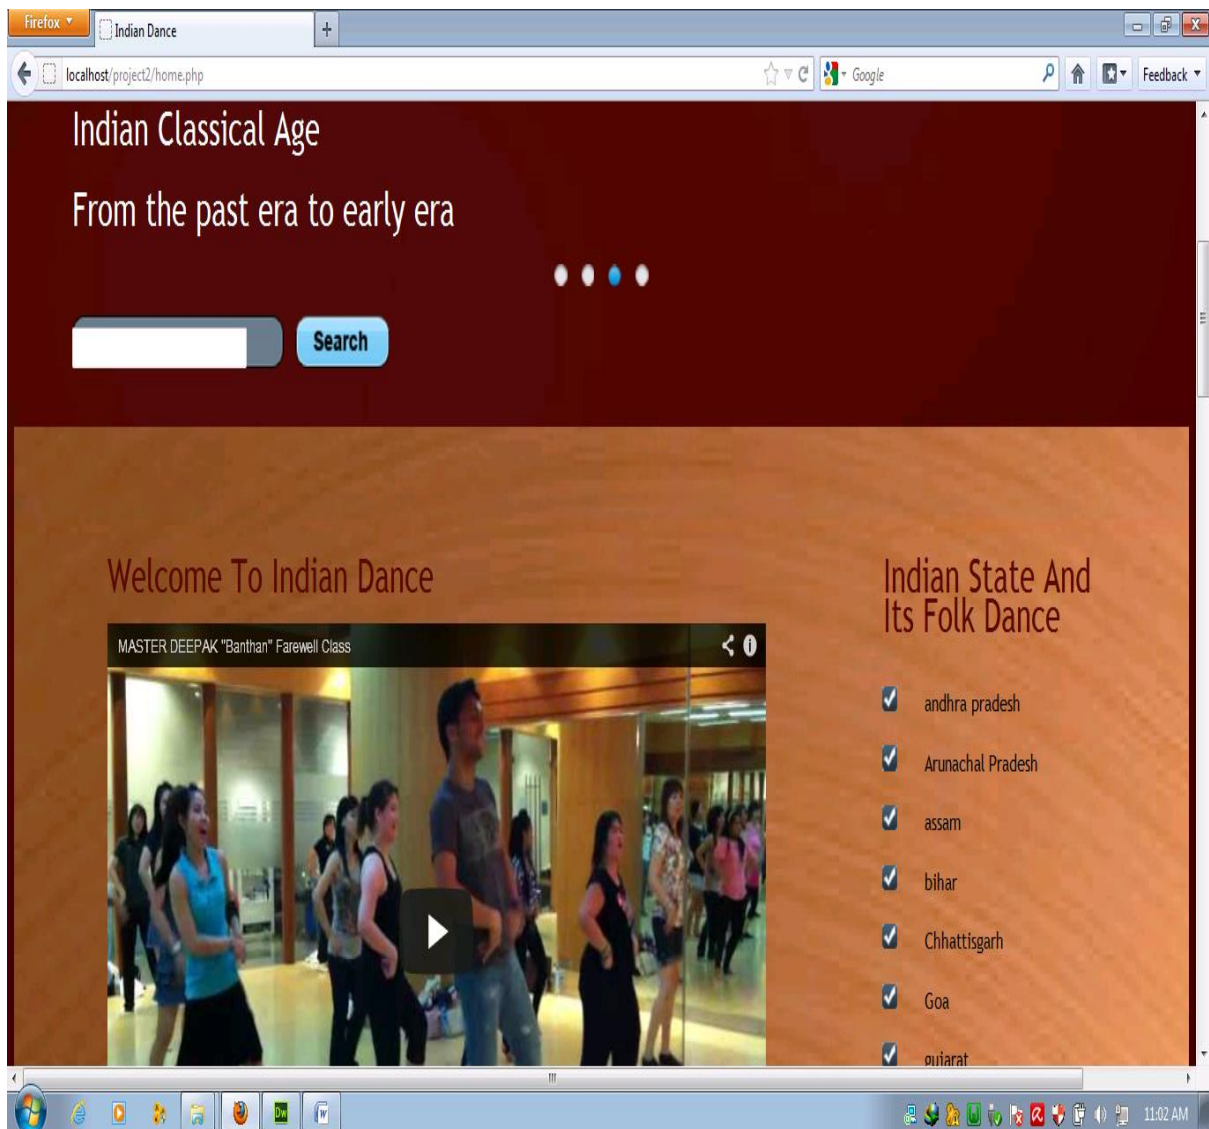 Firefox
Indian Dance
localhost/project2/home.php
Google
Feedback
Indian Classical Age
From the past era to early era
Search
Welcome To Indian Dance
MASTER DEEPAK "Banthan" Farewell Class
Indian State And
Its Folk Dance
andhra pradesh
Arunachal Pradesh
assam
bihar
Chhattisgarh
Goa
gujarat
Dw
W
11:02 AM